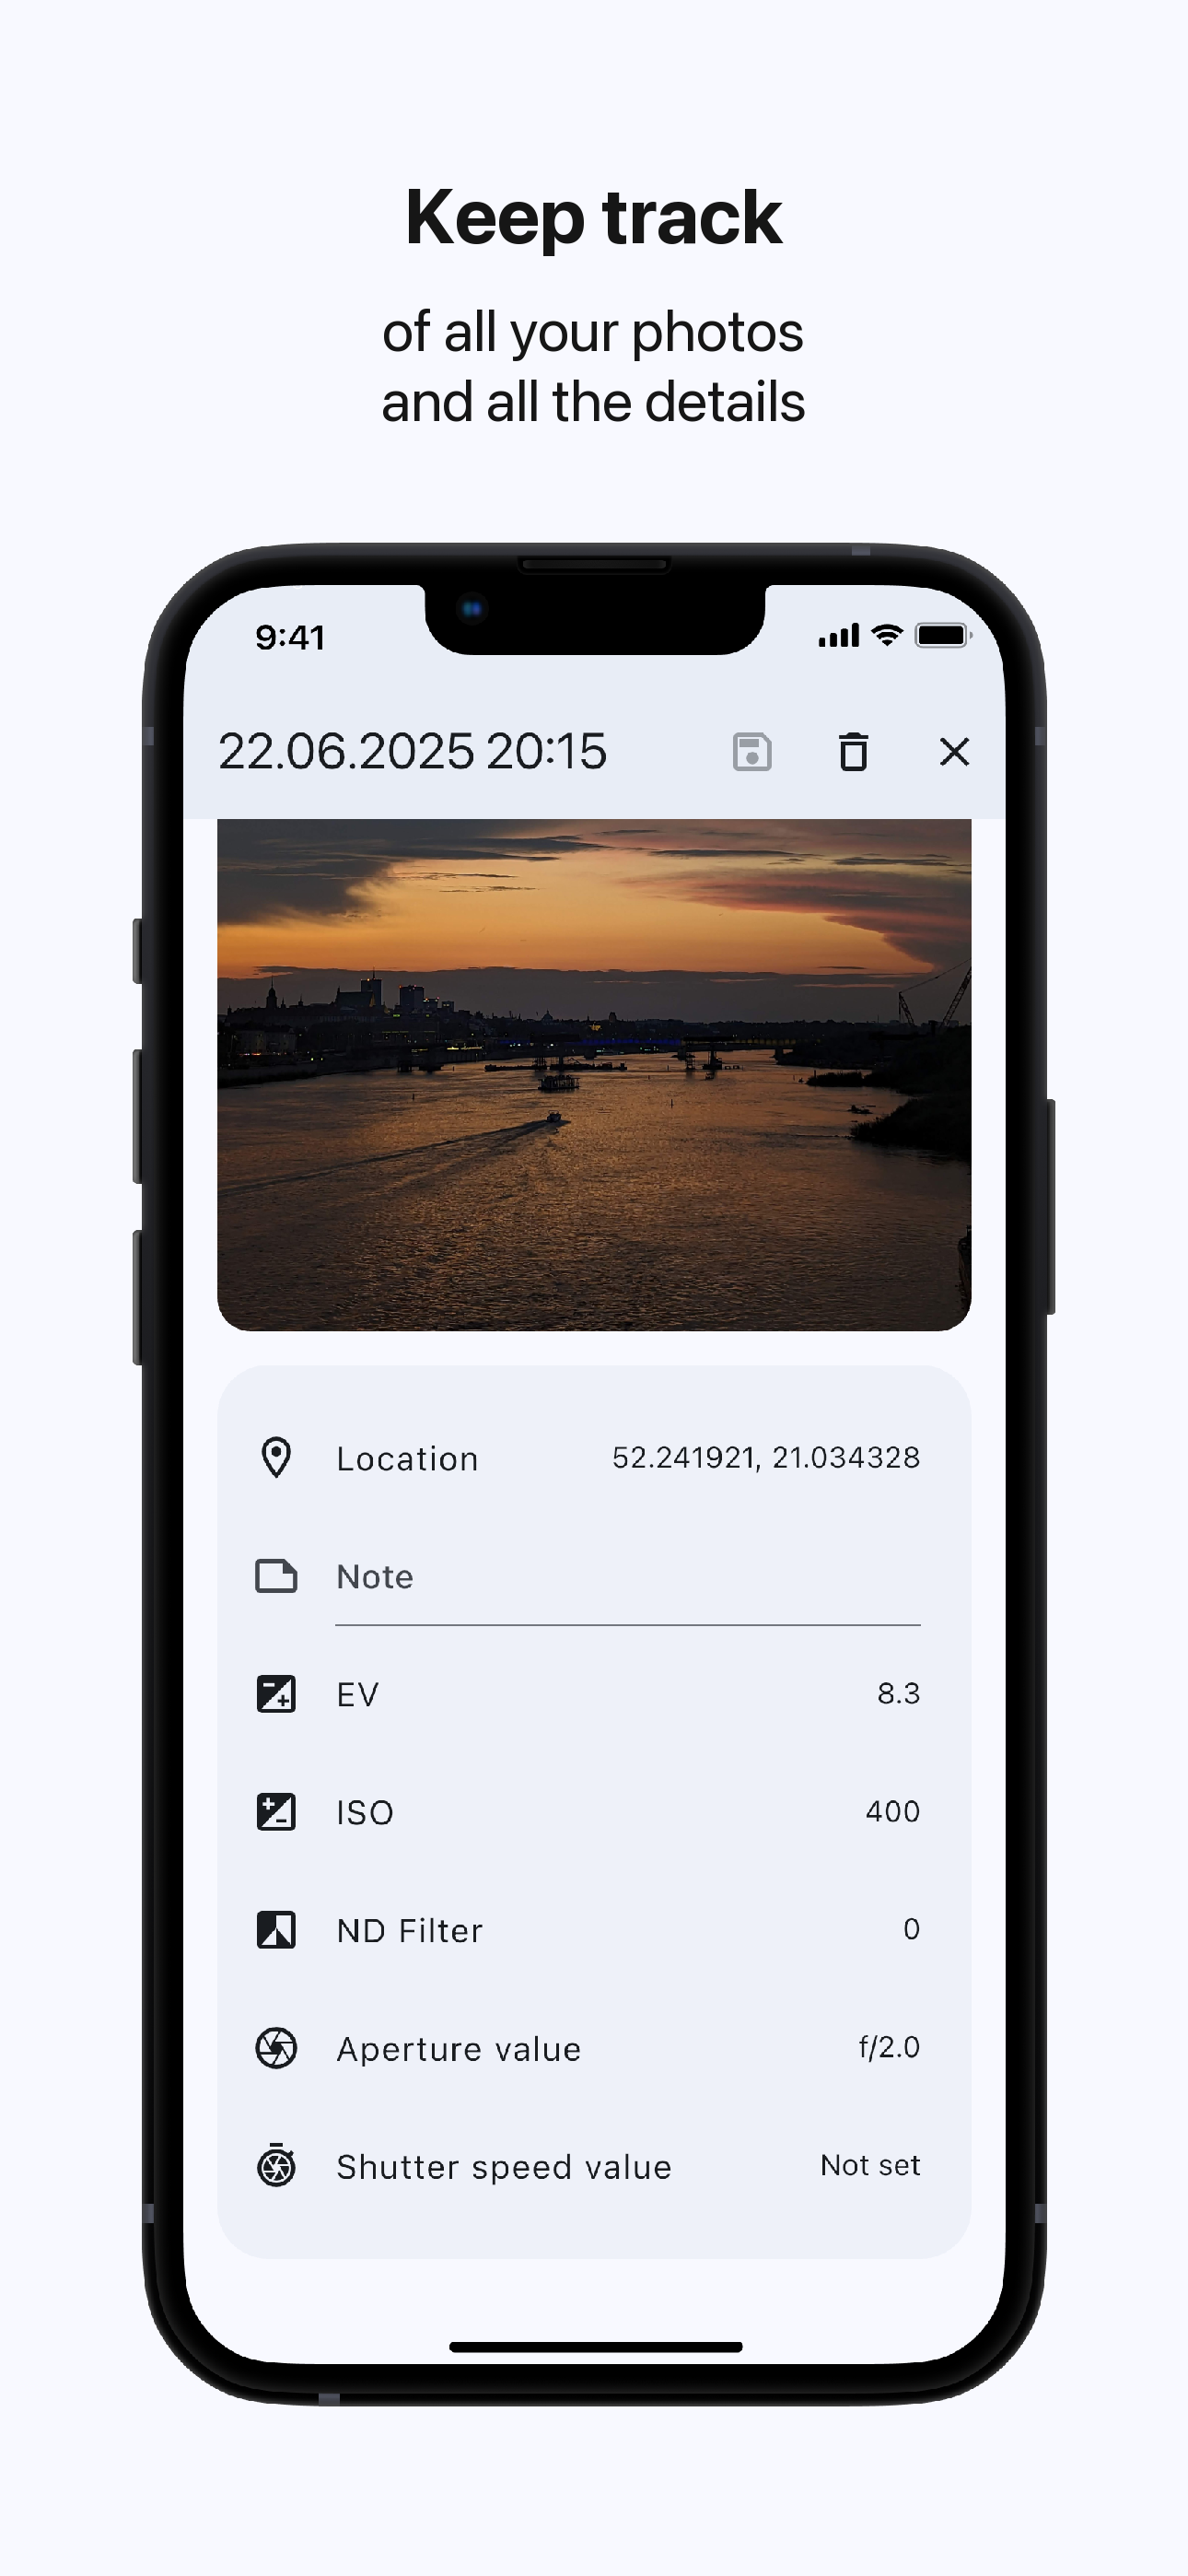 Keep track
of all your photos
and all the details
9:41
22.06.2025 20:15
Location 52.241921, 21.034328
Note
EV 8.3
ISO 400
ND Filter 0
Aperture value f/2.0
Shutter speed value Not set